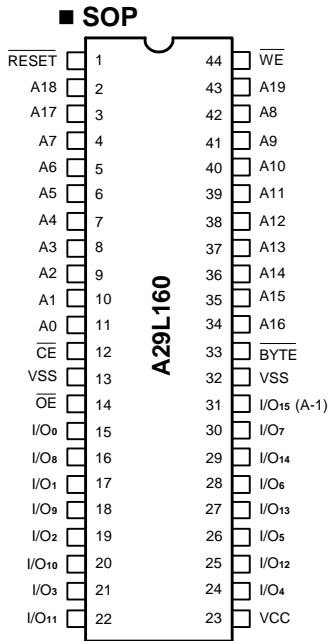 ■ SOP
RESET 1 44 WE
A18 2 43 A19
A17 3 42 A8
A7 4 41 A9
A6 5 40 A10
A5 6 39 A11
A4 7 38 A12
A3 8 37 A13
A2 9 36 A14
A1 10 35 A15
A0 11 34 A16
CE 12 33 BYTE
VSS 13 32 VSS
OE 14 31 I/O15 (A-1)
I/O0 15 30 I/O7
I/O8 16 29 I/O14
I/O1 17 28 I/O6
I/O9 18 27 I/O13
I/O2 19 26 I/O5
I/O10 20 25 I/O12
I/O3 21 24 I/O4
I/O11 22 23 VCC
A29L160